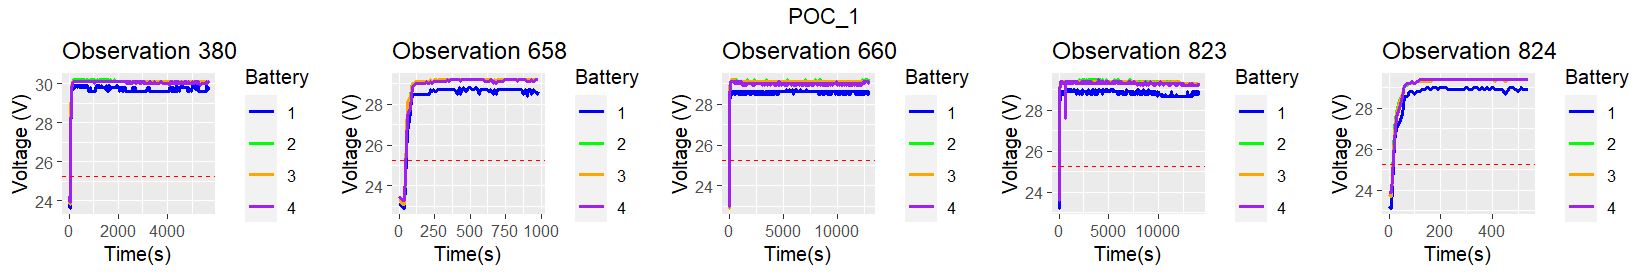 POC_1
Observation 380
Voltage (V)
30
28
26
24
0
2000
4000
Time(s)
Battery
1
2
3
4
Observation 658
Voltage (V)
28
26
24
0
250
500
750
1000
Time(s)
Battery
1
2
3
4
Observation 660
Voltage (V)
28
26
24
0
5000
10000
Time(s)
Battery
1
2
3
4
Observation 823
Voltage (V)
28
26
24
0
5000
10000
Time(s)
Battery
1
2
3
4
Observation 824
Voltage (V)
28
26
24
0
200
400
Time(s)
Battery
1
2
3
4